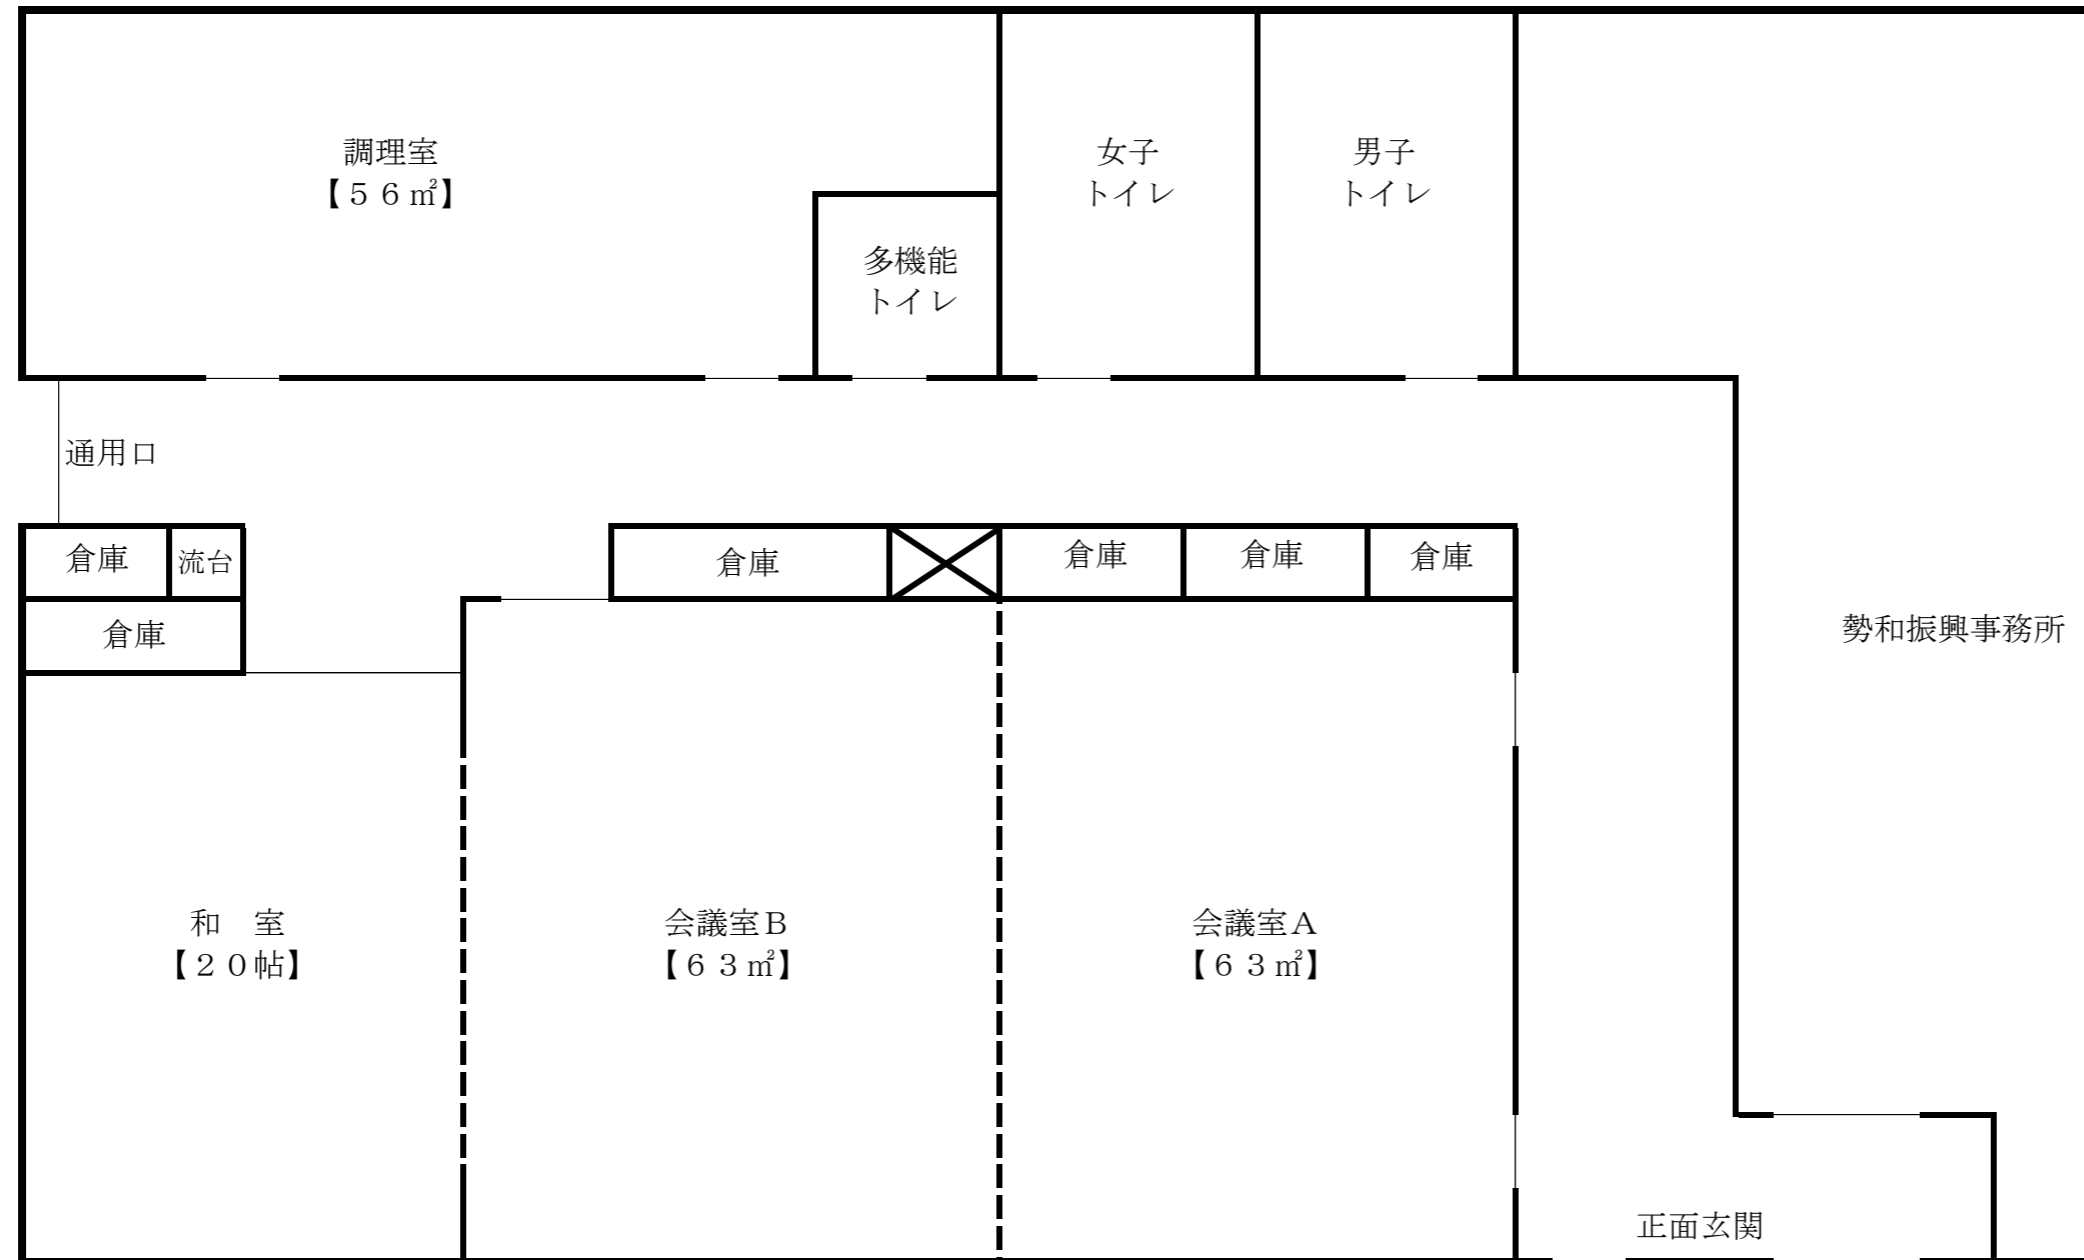 調理室
【５６㎡】
女子
トイレ
男子
トイレ
多機能
トイレ
通用口
倉庫
流台
倉庫
倉庫
倉庫
倉庫
倉庫
勢和振興事務所
和　室
【２０帖】
会議室Ｂ
【６３㎡】
会議室Ａ
【６３㎡】
正面玄関